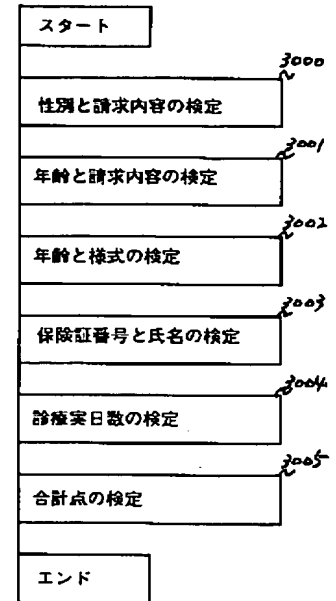 スタート
3000
性別と請求内容の検定
3001
年齢と請求内容の検定
3002
年齢と様式の検定
3003
保険証番号と氏名の検定
3004
診療実日数の検定
3005
合計点の検定
エンド